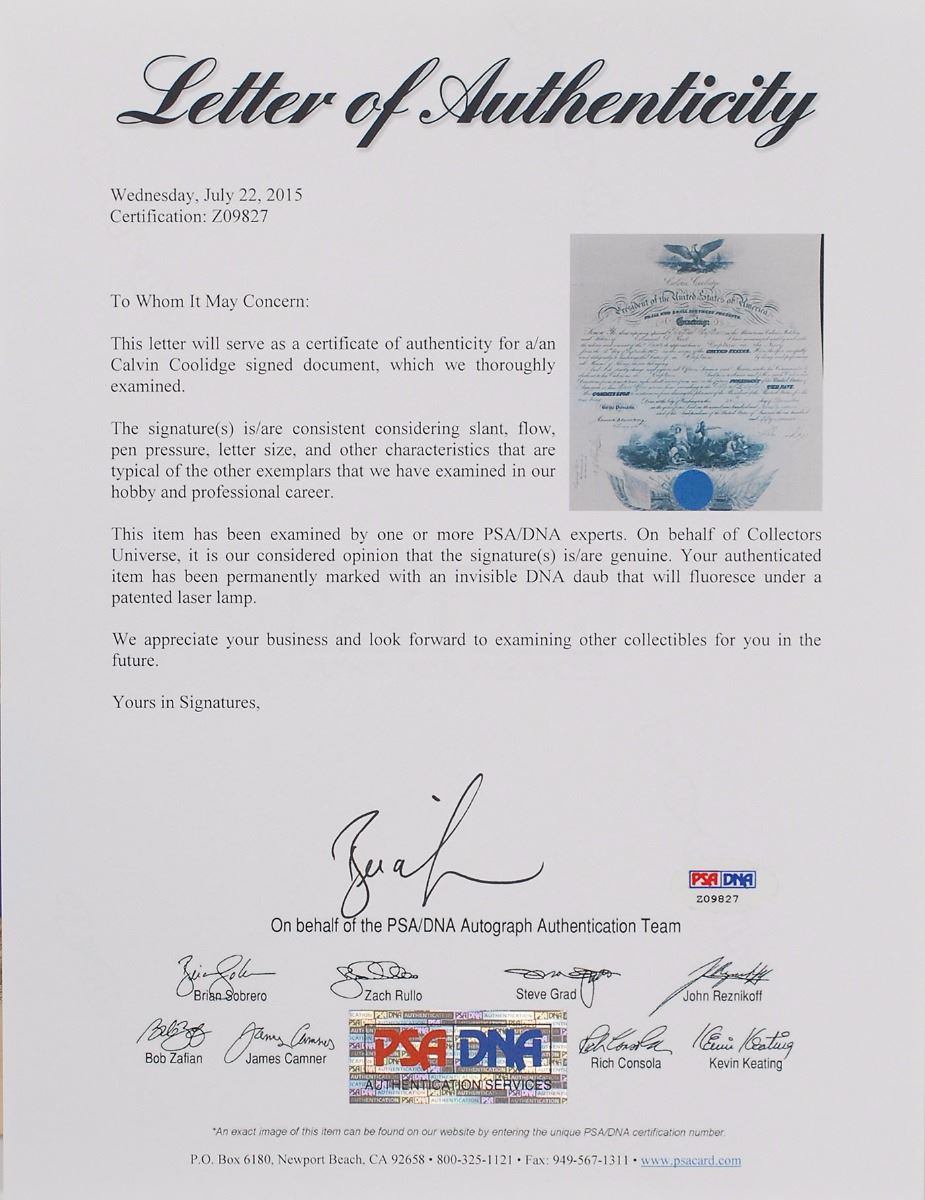 Letter of Authenticity
Wednesday, July 22, 2015
Certification: Z09827
To Whom It May Concern:
This letter will serve as a certificate of authenticity for a/an
Calvin Coolidge signed document, which we thoroughly
examined.
The signature(s) is/are consistent considering slant, flow,
pen pressure, letter size, and other characteristics that are
typical of the other exemplars that we have examined in our
hobby and professional career.
Calvin Coolidge
President of the United States of America
Greeting:
This item has been examined by one or more PSA/DNA experts. On behalf of Collectors
Universe, it is our considered opinion that the signature(s) is/are genuine. Your authenticated
item has been permanently marked with an invisible DNA daub that will fluoresce under a
patented laser lamp.
We appreciate your business and look forward to examining other collectibles for you in the
future.
Yours in Signatures,
PSA DNA
Z09827
On behalf of the PSA/DNA Autograph Authentication Team
Brian Sobrero Zach Rullo Steve Grad John Reznikoff
Bob Zafian James Camner Rich Consola Kevin Keating
PSA DNA
AUTHENTICATION SERVICES
*An exact image of this item can be found on our website by entering the unique PSA/DNA certification number.
P.O. Box 6180, Newport Beach, CA 92658 • 800-325-1121 • Fax: 949-567-1311 • www.psacard.com